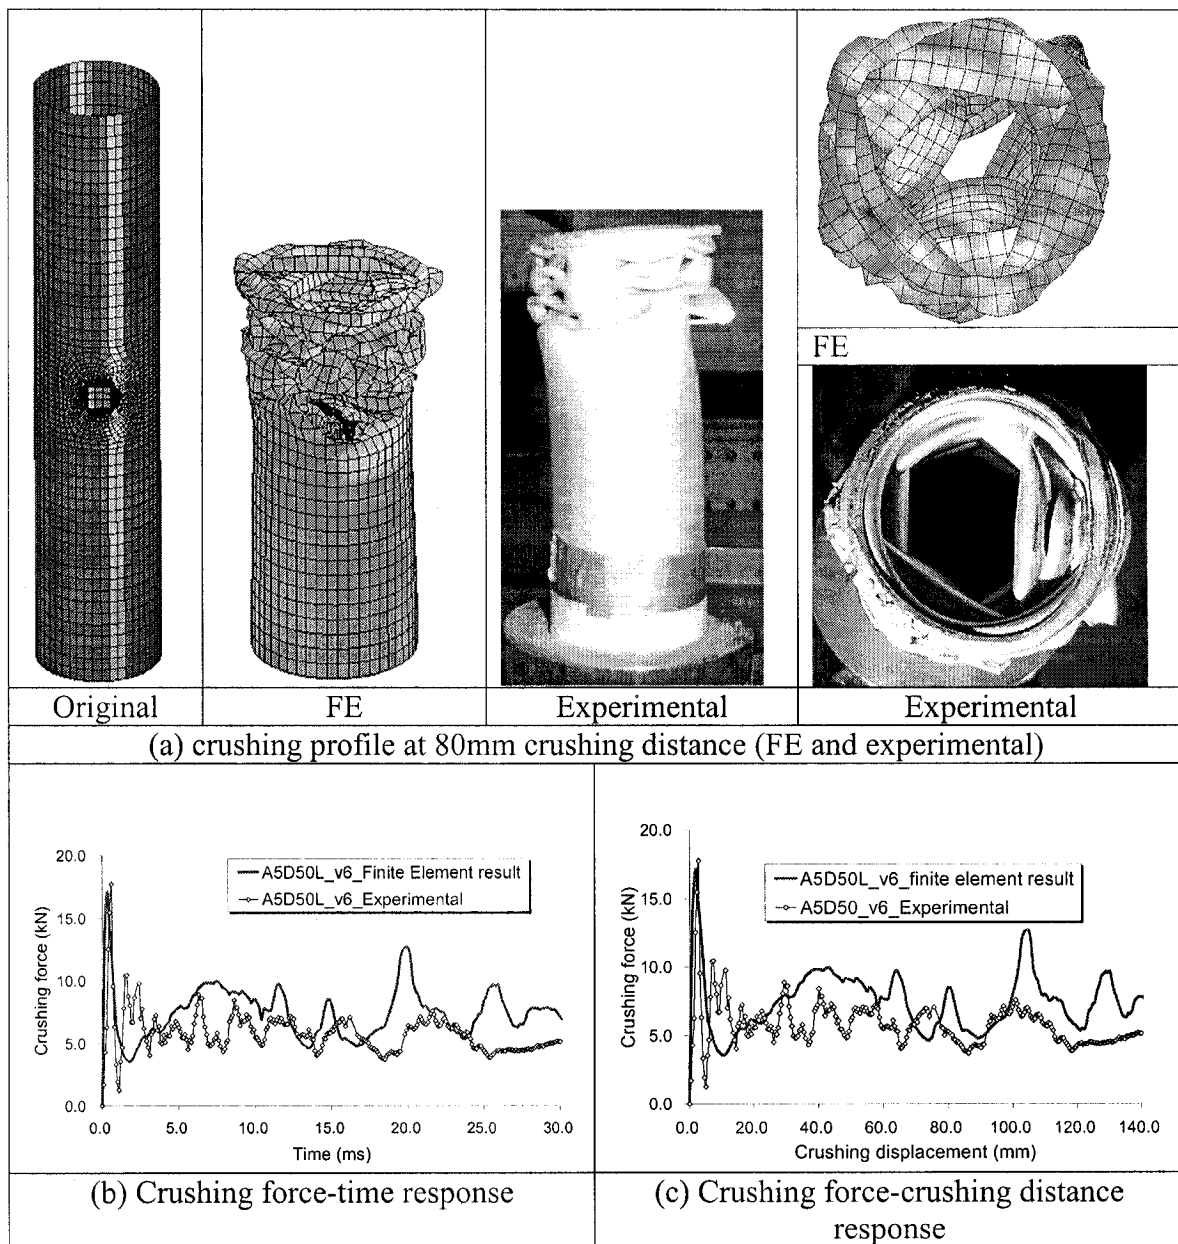 FE
Original
FE
Experimental
Experimental
(a) crushing profile at 80mm crushing distance (FE and experimental)
20.0
15.0
10.0
5.0
0.0
Crushing force (kN)
A5D50L_v6_Finite Element result
A5D50L_v6_Experimental
0.0 5.0 10.0 15.0 20.0 25.0 30.0
Time (ms)
20.0
15.0
10.0
5.0
0.0
Crushing force (kN)
A5D50L_v6_finite element result
A5D50_v6_Experimental
0.0 20.0 40.0 60.0 80.0 100.0 120.0 140.0
Crushing displacement (mm)
(b) Crushing force-time response
(c) Crushing force-crushing distance
response